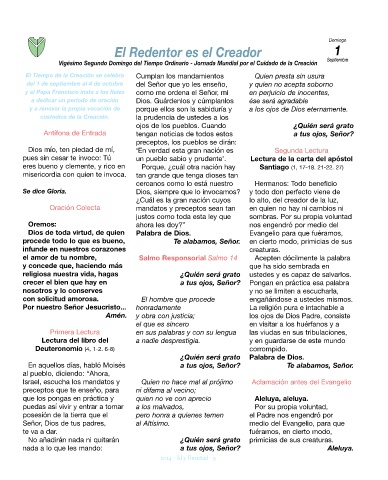 El Redentor es el Creador
Vigésimo Segundo Domingo del Tiempo Ordinario - Jornada Mundial por el Cuidado de la Creación
Domingo
1
Septiembre
El Tiempo de la Creación se celebra
del 1 de septiembre al 4 de octubre
y el Papa Francisco invita a los fieles
a dedicar un período de oración
y a renovar la propia vocación de
custodios de la Creación.
Antífona de Entrada
Dios mío, ten piedad de mí,
pues sin cesar te invoco: Tú
eres bueno y clemente, y rico en
misericordia con quien te invoca.
Se dice Gloria.
Oración Colecta
Oremos:
Dios de toda virtud, de quien
procede todo lo que es bueno,
infunde en nuestros corazones
el amor de tu nombre,
y concede que, haciendo más
religiosa nuestra vida, hagas
crecer el bien que hay en
nosotros y lo conserves
con solicitud amorosa.
Por nuestro Señor Jesucristo...
Amén.
Primera Lectura
Lectura del libro del
Deuteronomio (4, 1-2. 6-8)
En aquellos días, habló Moisés
al pueblo, diciendo: "Ahora,
Israel, escucha los mandatos y
preceptos que te enseño, para
que los pongas en práctica y
puedas así vivir y entrar a tomar
posesión de la tierra que el
Señor, Dios de tus padres,
te va a dar.
No añadirán nada ni quitarán
nada a lo que les mando:
Cumplan los mandamientos
del Señor que yo les enseño,
como me ordena el Señor, mi
Dios. Guárdenlos y cúmplanlos
porque ellos son la sabiduría y
la prudencia de ustedes a los
ojos de los pueblos. Cuando
tengan noticias de todos estos
preceptos, los pueblos se dirán:
'En verdad esta gran nación es
un pueblo sabio y prudente'.
Porque, ¿cuál otra nación hay
tan grande que tenga dioses tan
cercanos como lo está nuestro
Dios, siempre que lo invocamos?
¿Cuál es la gran nación cuyos
mandatos y preceptos sean tan
justos como toda esta ley que
ahora les doy?"
Palabra de Dios.
Te alabamos, Señor.
Salmo Responsorial Salmo 14
¿Quién será grato
a tus ojos, Señor?
El hombre que procede
honradamente
y obra con justicia;
el que es sincero
en sus palabras y con su lengua
a nadie desprestigia.
¿Quién será grato
a tus ojos, Señor?
Quien no hace mal al prójimo
ni difama al vecino;
quien no ve con aprecio
a los malvados,
pero honra a quienes temen
al Altísimo.
¿Quién será grato
a tus ojos, Señor?
Quien presta sin usura
y quien no acepta soborno
en perjuicio de inocentes,
ése será agradable
a los ojos de Dios eternamente.
¿Quién será grato
a tus ojos, Señor?
Segunda Lectura
Lectura de la carta del apóstol
Santiago (1, 17-18. 21-22. 27)
Hermanos: Todo beneficio
y todo don perfecto viene de
lo alto, del creador de la luz,
en quien no hay ni cambios ni
sombras. Por su propia voluntad
nos engendró por medio del
Evangelio para que fuéramos,
en cierto modo, primicias de sus
creaturas.
Acepten dócilmente la palabra
que ha sido sembrada en
ustedes y es capaz de salvarlos.
Pongan en práctica esa palabra
y no se limiten a escucharla,
engañándose a ustedes mismos.
La religión pura e intachable a
los ojos de Dios Padre, consiste
en visitar a los huérfanos y a
las viudas en sus tribulaciones,
y en guardarse de este mundo
corrompido.
Palabra de Dios.
Te alabamos, Señor.
Aclamación antes del Evangelio
Aleluya, aleluya.
Por su propia voluntad,
el Padre nos engendró por
medio del Evangelio, para que
fuéramos, en cierto modo,
primicias de sus creaturas.
Aleluya.